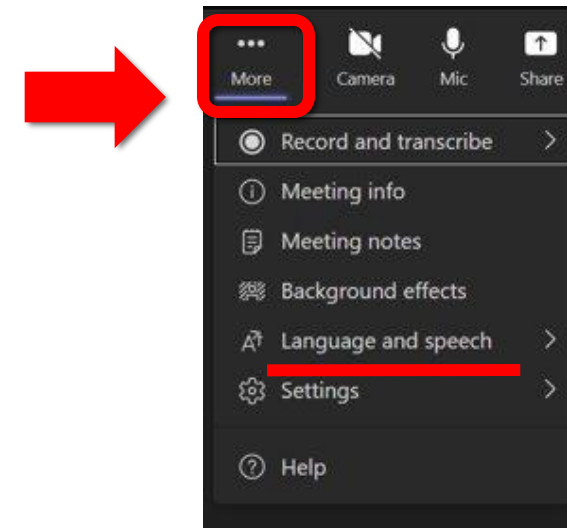 More Camera Mic Share
Record and transcribe
Meeting info
Meeting notes
Background effects
Language and speech
Settings
Help